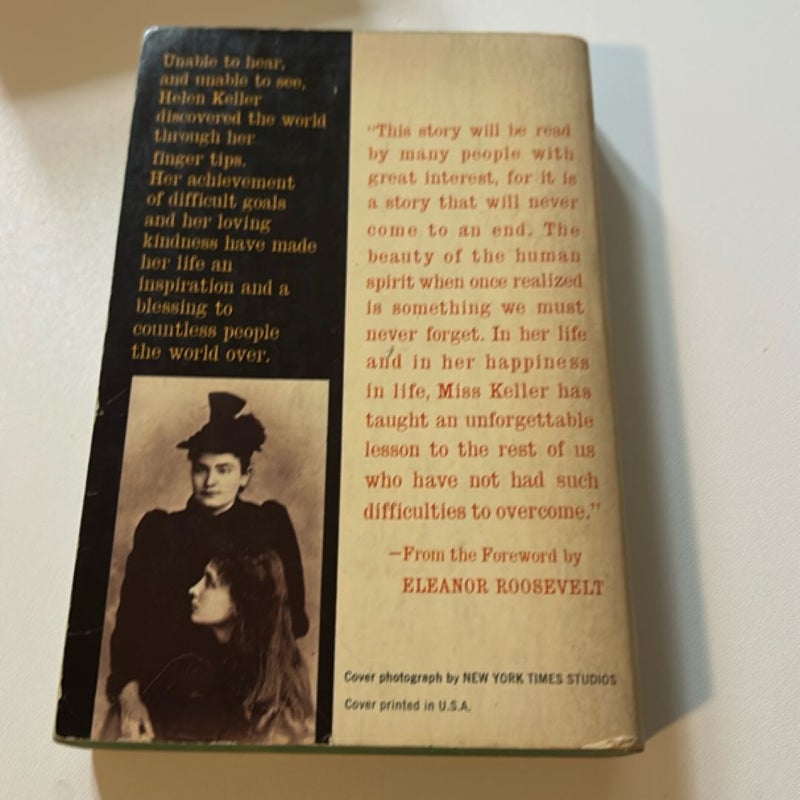 Unable to hear,
and unable to see,
Helen Keller
discovered the world
through her
finger tips.
Her achievement
of difficult goals
and her loving
kindness have made
her life an
inspiration and a
blessing to
countless people
the world over.
"This story will be read
by many people with
great interest, for it is
a story that will never
come to an end. The
beauty of the human
spirit when once realized
is something we must
never forget. In her life
and in her happiness
in life, Miss Keller has
taught an unforgettable
lesson to the rest of us
who have not had such
difficulties to overcome."
—From the Foreword by
ELEANOR ROOSEVELT
Cover photograph by NEW YORK TIMES STUDIOS
Cover printed in U.S.A.